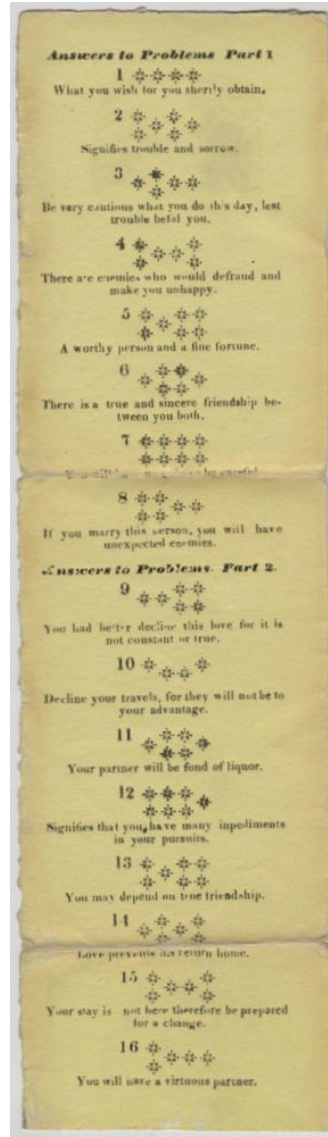 Answers to Problems Part 1
1
What you wish for you shortly obtain.
2
Signifies trouble and sorrow.
3
Be very cautious what you do this day, lest
trouble befal you.
4
There are enemies who would defraud and
make you unhappy.
5
A worthy person and a fine fortune.
6
There is a true and sincere friendship be-
tween you both.
7
You will be careful
8
If you marry this person, you will have
unexpected enemies.
Answers to Problems. Part 2.
9
You had better decline this love for it is
not constant or true.
10
Decline your travels, for they will not be to
your advantage.
11
Your partner will be fond of liquor.
12
Signifies that you have many inpediments
in your pursuits.
13
You may depend on true friendship.
14
Love prevents his return home.
15
Your stay is not here therefore be prepared
for a change.
16
You will have a virtuous partner.